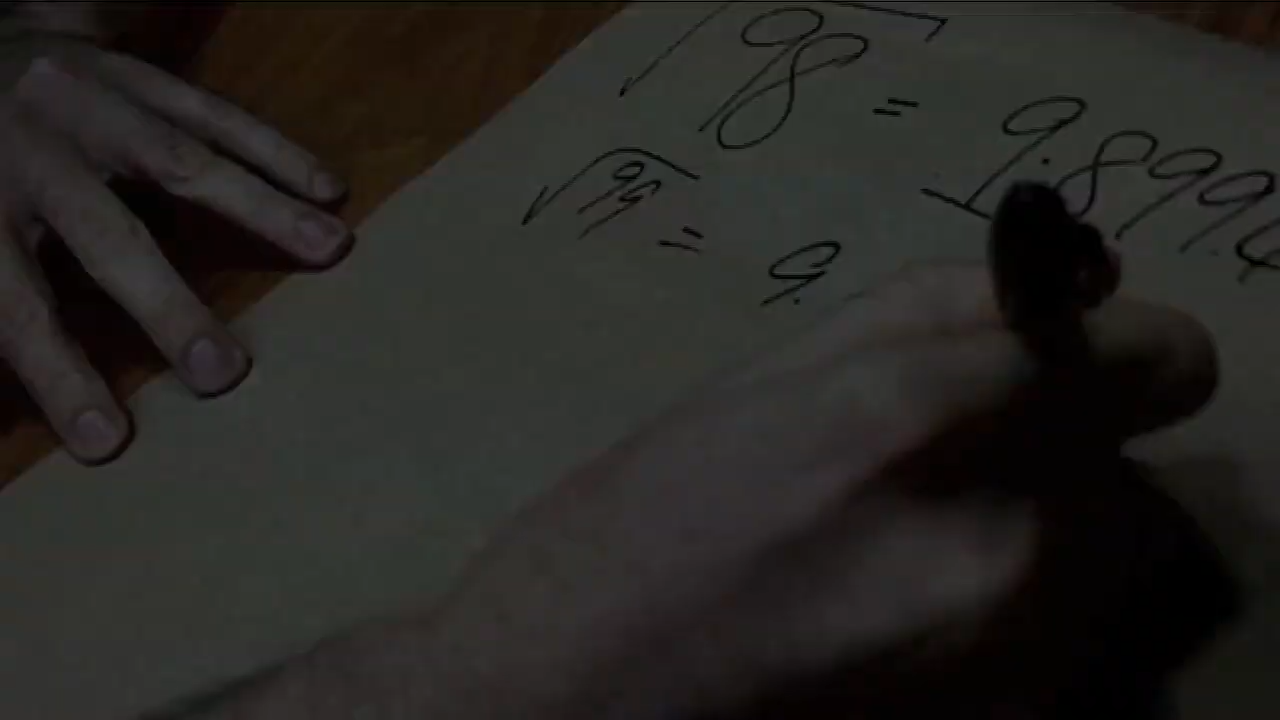 √98 = 9.899
√99 = 9.